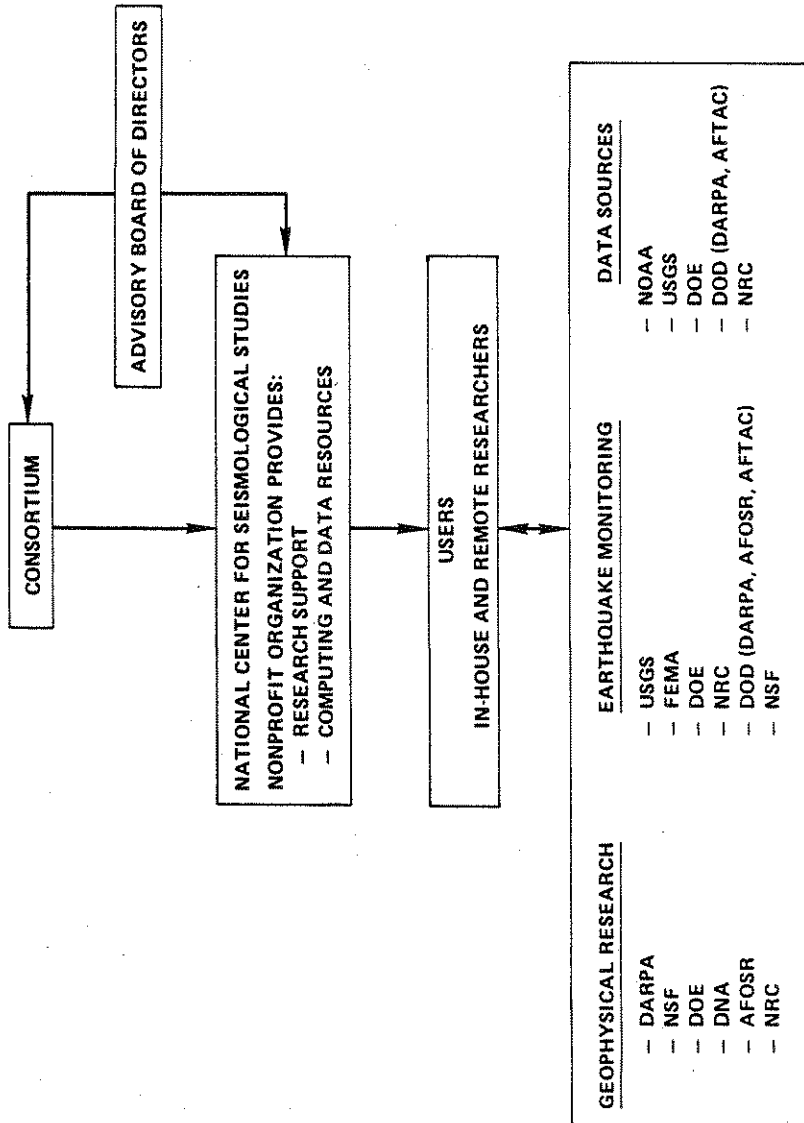 CONSORTIUM
ADVISORY BOARD OF DIRECTORS
NATIONAL CENTER FOR SEISMOLOGICAL STUDIES
NONPROFIT ORGANIZATION PROVIDES:
– RESEARCH SUPPORT
– COMPUTING AND DATA RESOURCES
USERS
IN-HOUSE AND REMOTE RESEARCHERS
GEOPHYSICAL RESEARCH
– DARPA
– NSF
– DOE
– DNA
– AFOSR
– NRC
EARTHQUAKE MONITORING
– USGS
– FEMA
– DOE
– NRC
– DOD (DARPA, AFOSR, AFTAC)
– NSF
DATA SOURCES
– NOAA
– USGS
– DOE
– DOD (DARPA, AFTAC)
– NRC